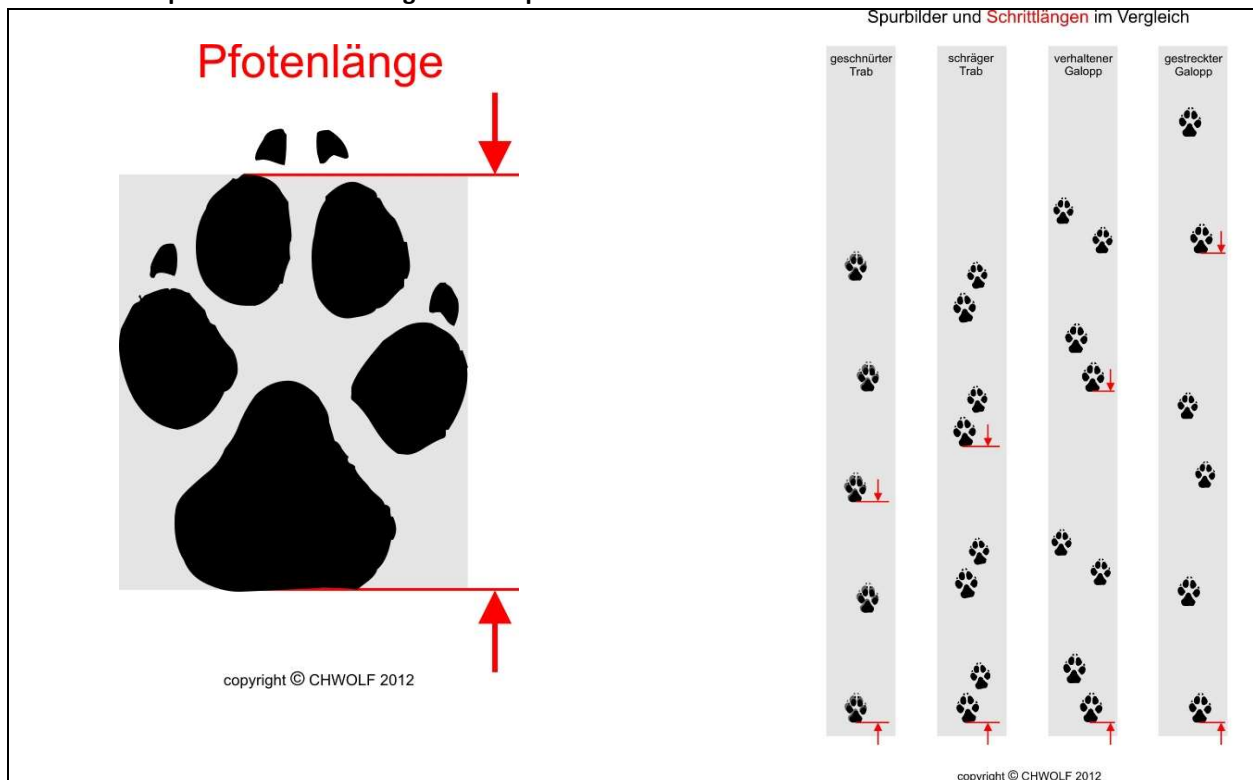 Pfotenlänge
copyright © CHWOLF 2012
Spurbilder und Schrittlängen im Vergleich
geschnürter
Trab
schräger
Trab
verhaltener
Galopp
gestreckter
Galopp
copyright © CHWOLF 2012